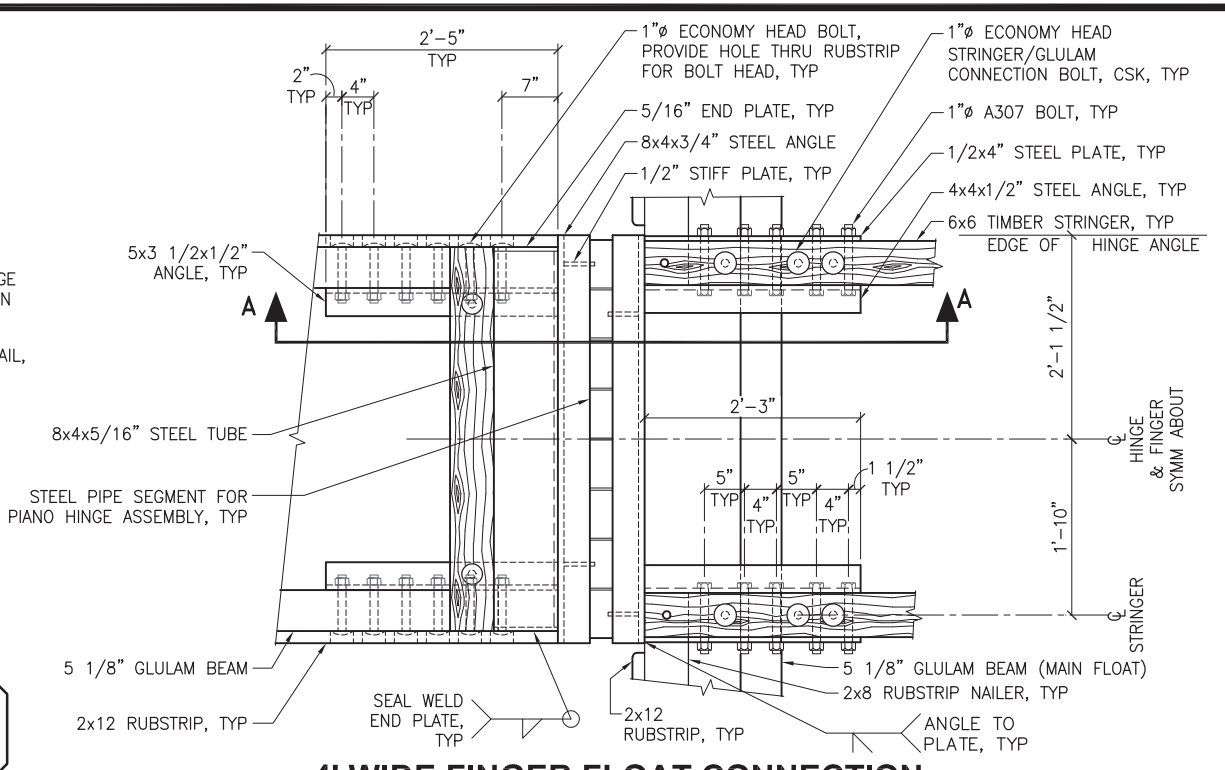 2'-5"
TYP
2"
TYP
4"
TYP
7"
1"ø ECONOMY HEAD BOLT,
PROVIDE HOLE THRU RUBSTRIP
FOR BOLT HEAD, TYP
5/16" END PLATE, TYP
8x4x3/4" STEEL ANGLE
1/2" STIFF PLATE, TYP
1"ø ECONOMY HEAD
STRINGER/GLULAM
CONNECTION BOLT, CSK, TYP
1"ø A307 BOLT, TYP
1/2x4" STEEL PLATE, TYP
4x4x1/2" STEEL ANGLE, TYP
6x6 TIMBER STRINGER, TYP
EDGE OF HINGE ANGLE
5x3 1/2x1/2"
ANGLE, TYP
A
A
2'-1 1/2"
8x4x5/16" STEEL TUBE
STEEL PIPE SEGMENT FOR
PIANO HINGE ASSEMBLY, TYP
2'-3"
5"
TYP
4"
TYP
5"
TYP
4"
TYP
1 1/2"
TYP
1'-10"
℄
HINGE
& FINGER
SYMM ABOUT
℄
STRINGER
5 1/8" GLULAM BEAM
2x12 RUBSTRIP, TYP
SEAL WELD
END PLATE,
TYP
2x12
RUBSTRIP, TYP
5 1/8" GLULAM BEAM (MAIN FLOAT)
2x8 RUBSTRIP NAILER, TYP
ANGLE TO
PLATE, TYP
4' WIDE FINGER FLOAT CONNECTION